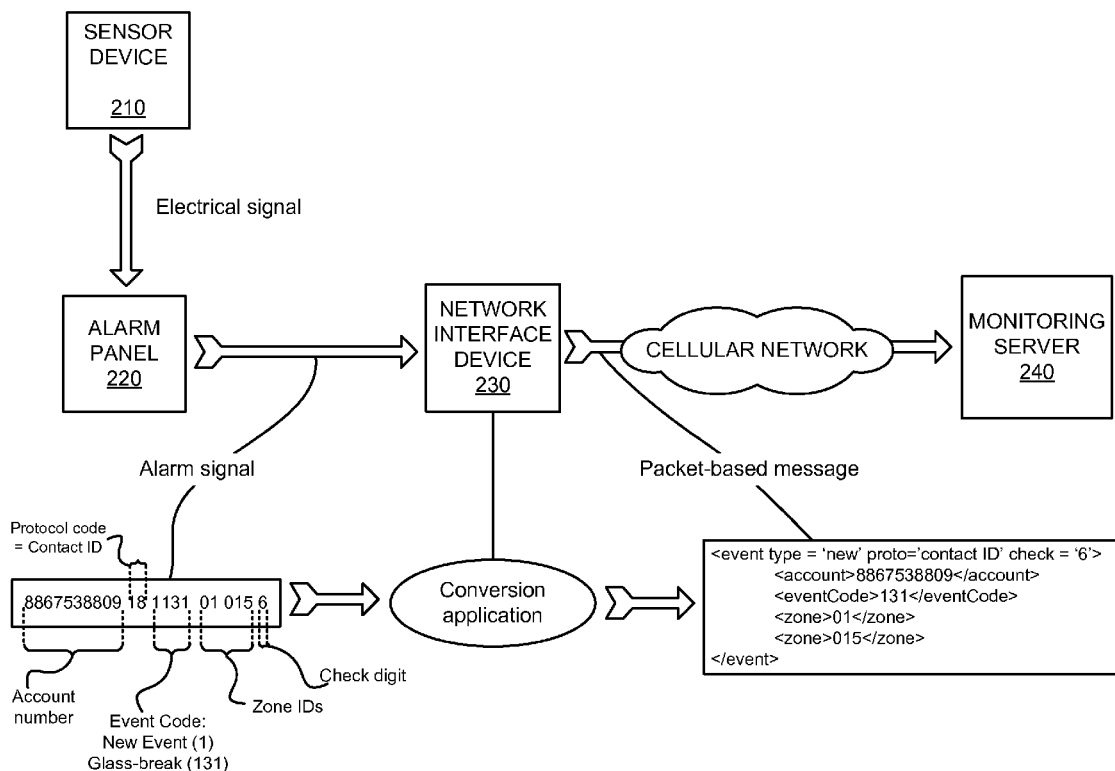 SENSOR
DEVICE
210
Electrical signal
ALARM
PANEL
220
NETWORK
INTERFACE
DEVICE
230
CELLULAR NETWORK
MONITORING
SERVER
240
Alarm signal
Packet-based message
Protocol code
= Contact ID
8867538809 18 1131 01 015 6
Conversion
application
<event type = ‘new’ proto=’contact ID’ check = ‘6’>
<account>8867538809</account>
<eventCode>131</eventCode>
<zone>01</zone>
<zone>015</zone>
</event>
Account
number
Event Code:
New Event (1)
Glass-break (131)
Zone IDs
Check digit